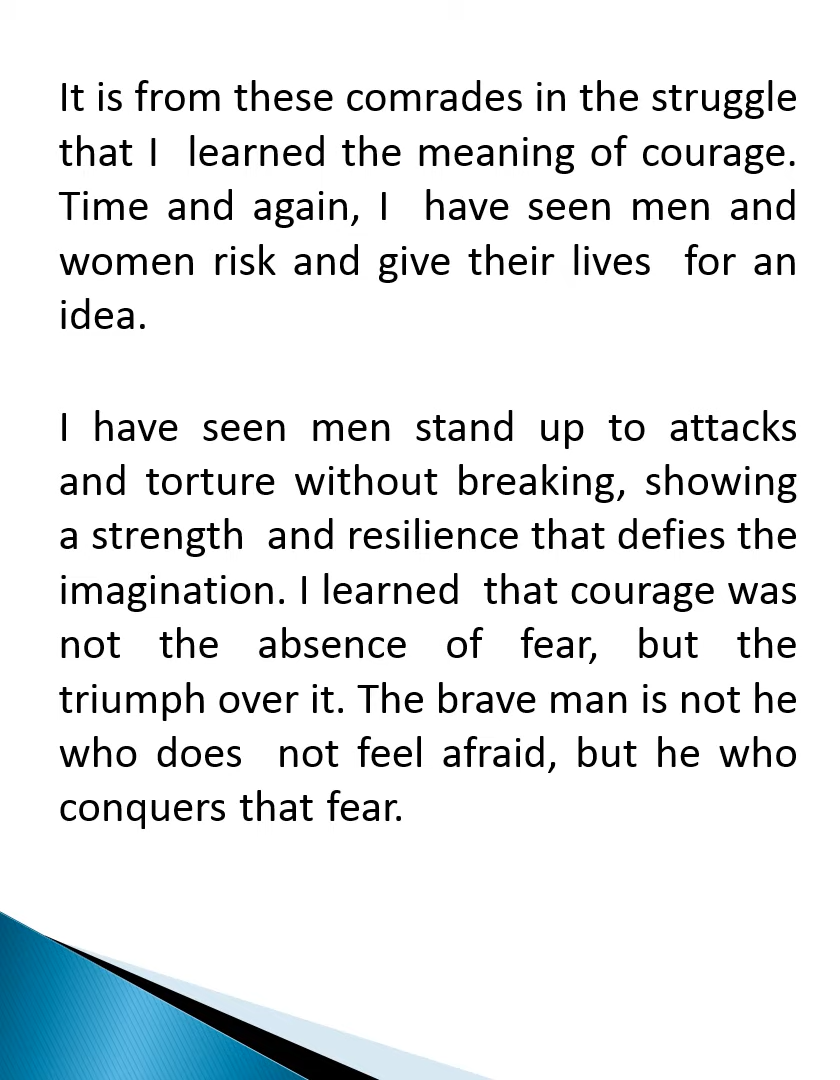 It is from these comrades in the struggle
that I  learned the meaning of courage.
Time and again, I  have seen men and
women risk and give their lives  for an
idea.
I have seen men stand up to attacks
and torture without breaking, showing
a strength  and resilience that defies the
imagination. I learned  that courage was
not the absence of fear, but the
triumph over it. The brave man is not he
who does  not feel afraid, but he who
conquers that fear.